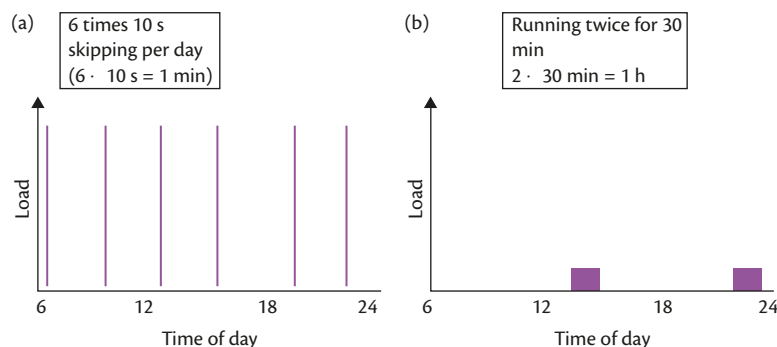 (a)
6 times 10 s
skipping per day
(6 · 10 s = 1 min)
Load
6 12 18 24
Time of day
(b)
Running twice for 30
min
2 · 30 min = 1 h
Load
6 12 18 24
Time of day